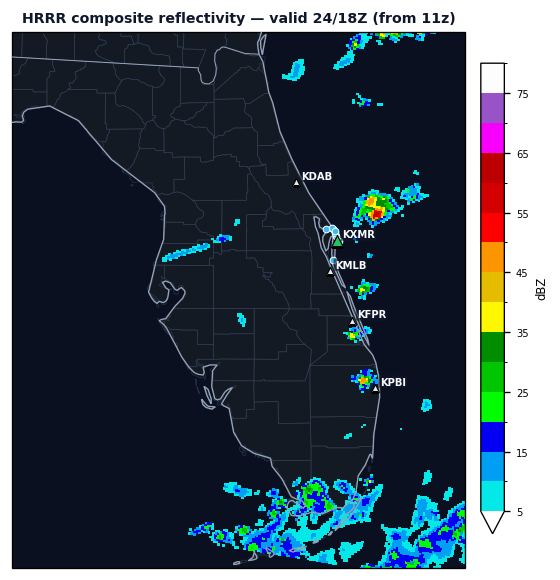 HRRR composite reflectivity — valid 24/18Z (from 11z)
KDAB
KXMR
KMLB
KFPR
KPBI
75
65
55
45
35
25
15
5
dBZ